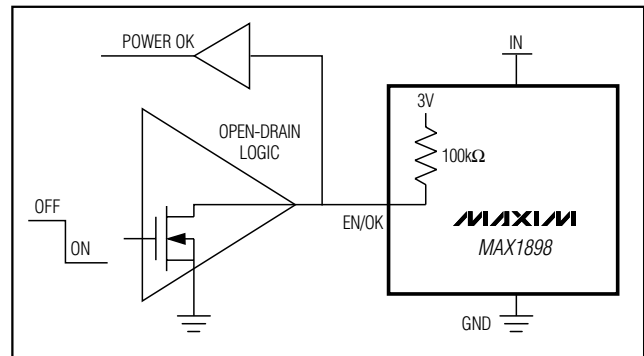 POWER OK
IN
3V
OPEN-DRAIN
LOGIC
100kΩ
OFF
EN/OK
MAXIM
ON
MAX1898
GND